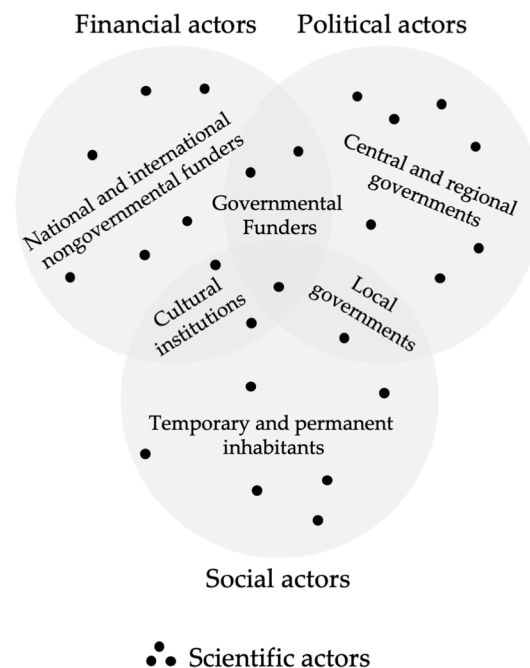 Financial actors
Political actors
National and international
nongovernmental funders
Central and regional
governments
Governmental
Funders
Cultural
institutions
Local
governments
Temporary and permanent
inhabitants
Social actors
Scientific actors